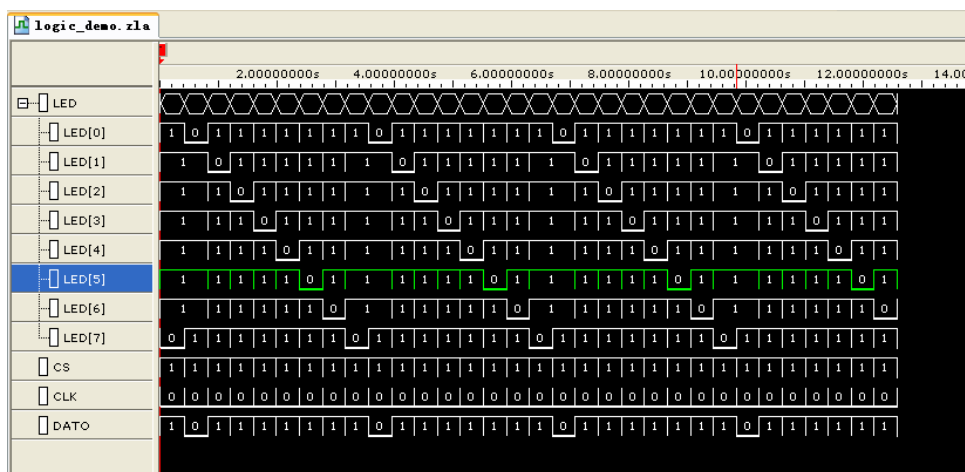 logic_demo.zla
2.00000000s 4.00000000s 6.00000000s 8.00000000s 10.00000000s 12.00000000s 14.00
LED
LED[0] 1 0 1 1 1 1 1 1 1 0 1 1 1 1 1 1 1 0 1 1 1 1 1 1 1 0 1 1 1 1 1 1
LED[1] 1 0 1 1 1 1 1 1 0 1 1 1 1 1 1 0 1 1 1 1 1 1 0 1 1 1 1 1
LED[2] 1 1 0 1 1 1 1 1 1 0 1 1 1 1 1 1 0 1 1 1 1 1 1 0 1 1 1 1
LED[3] 1 1 1 0 1 1 1 1 1 1 0 1 1 1 1 1 1 0 1 1 1 1 1 1 0 1 1 1
LED[4] 1 1 1 1 0 1 1 1 1 1 1 0 1 1 1 1 1 1 0 1 1 1 1 1 1 0 1 1
LED[5] 1 1 1 1 1 0 1 1 1 1 1 1 0 1 1 1 1 1 1 0 1 1 1 1 1 1 0 1
LED[6] 1 1 1 1 1 1 0 1 1 1 1 1 1 0 1 1 1 1 1 1 0 1 1 1 1 1 1 0
LED[7] 0 1 1 1 1 1 1 1 0 1 1 1 1 1 1 1 0 1 1 1 1 1 1 1 0 1 1 1 1 1 1 1
CS 1 1 1 1 1 1 1 1 1 1 1 1 1 1 1 1 1 1 1 1 1 1 1 1 1 1 1 1 1 1 1 1
CLK 0 0 0 0 0 0 0 0 0 0 0 0 0 0 0 0 0 0 0 0 0 0 0 0 0 0 0 0 0 0 0 0
DATO 1 0 1 1 1 1 1 1 1 0 1 1 1 1 1 1 1 0 1 1 1 1 1 1 1 0 1 1 1 1 1 1